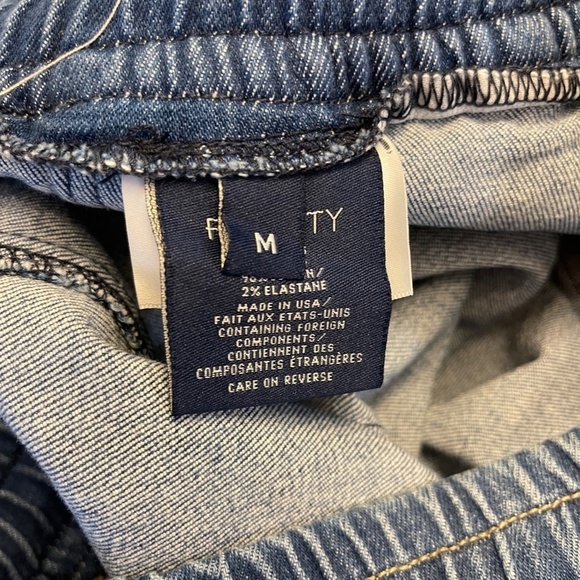 TY
M
2% ELASTANE
MADE IN USA/
FAIT AUX ETATS-UNIS
CONTAINING FOREIGN
COMPONENTS/
CONTIENNENT DES
COMPOSANTES ÉTRANGÈRES
CARE ON REVERSE